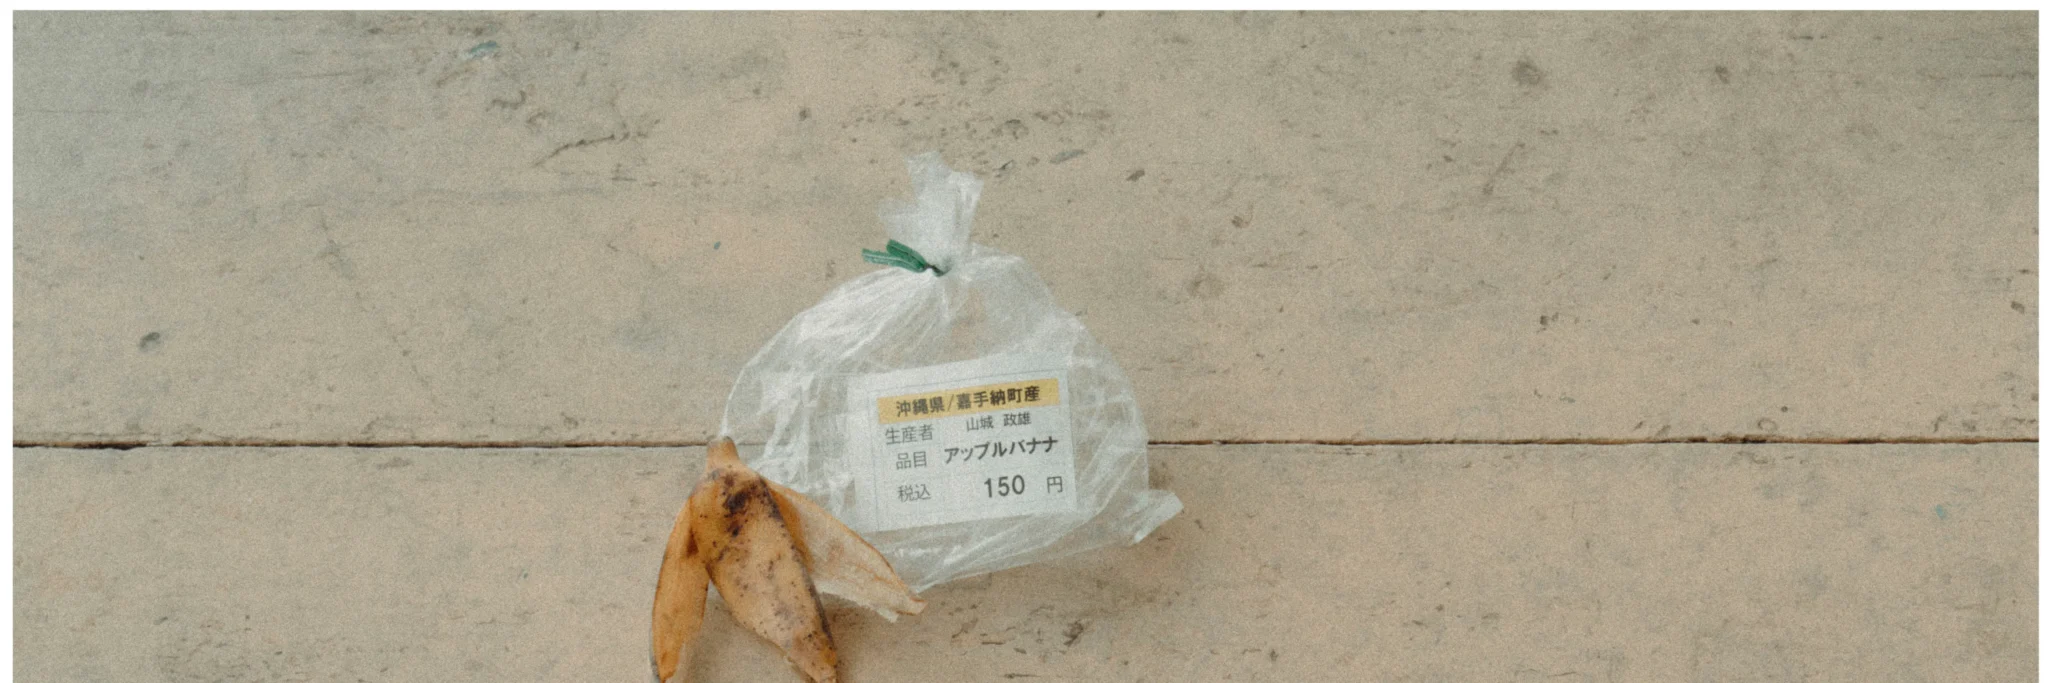 沖縄県/嘉手納町産
生産者 山城 政雄
品目 アップルバナナ
税込 150 円